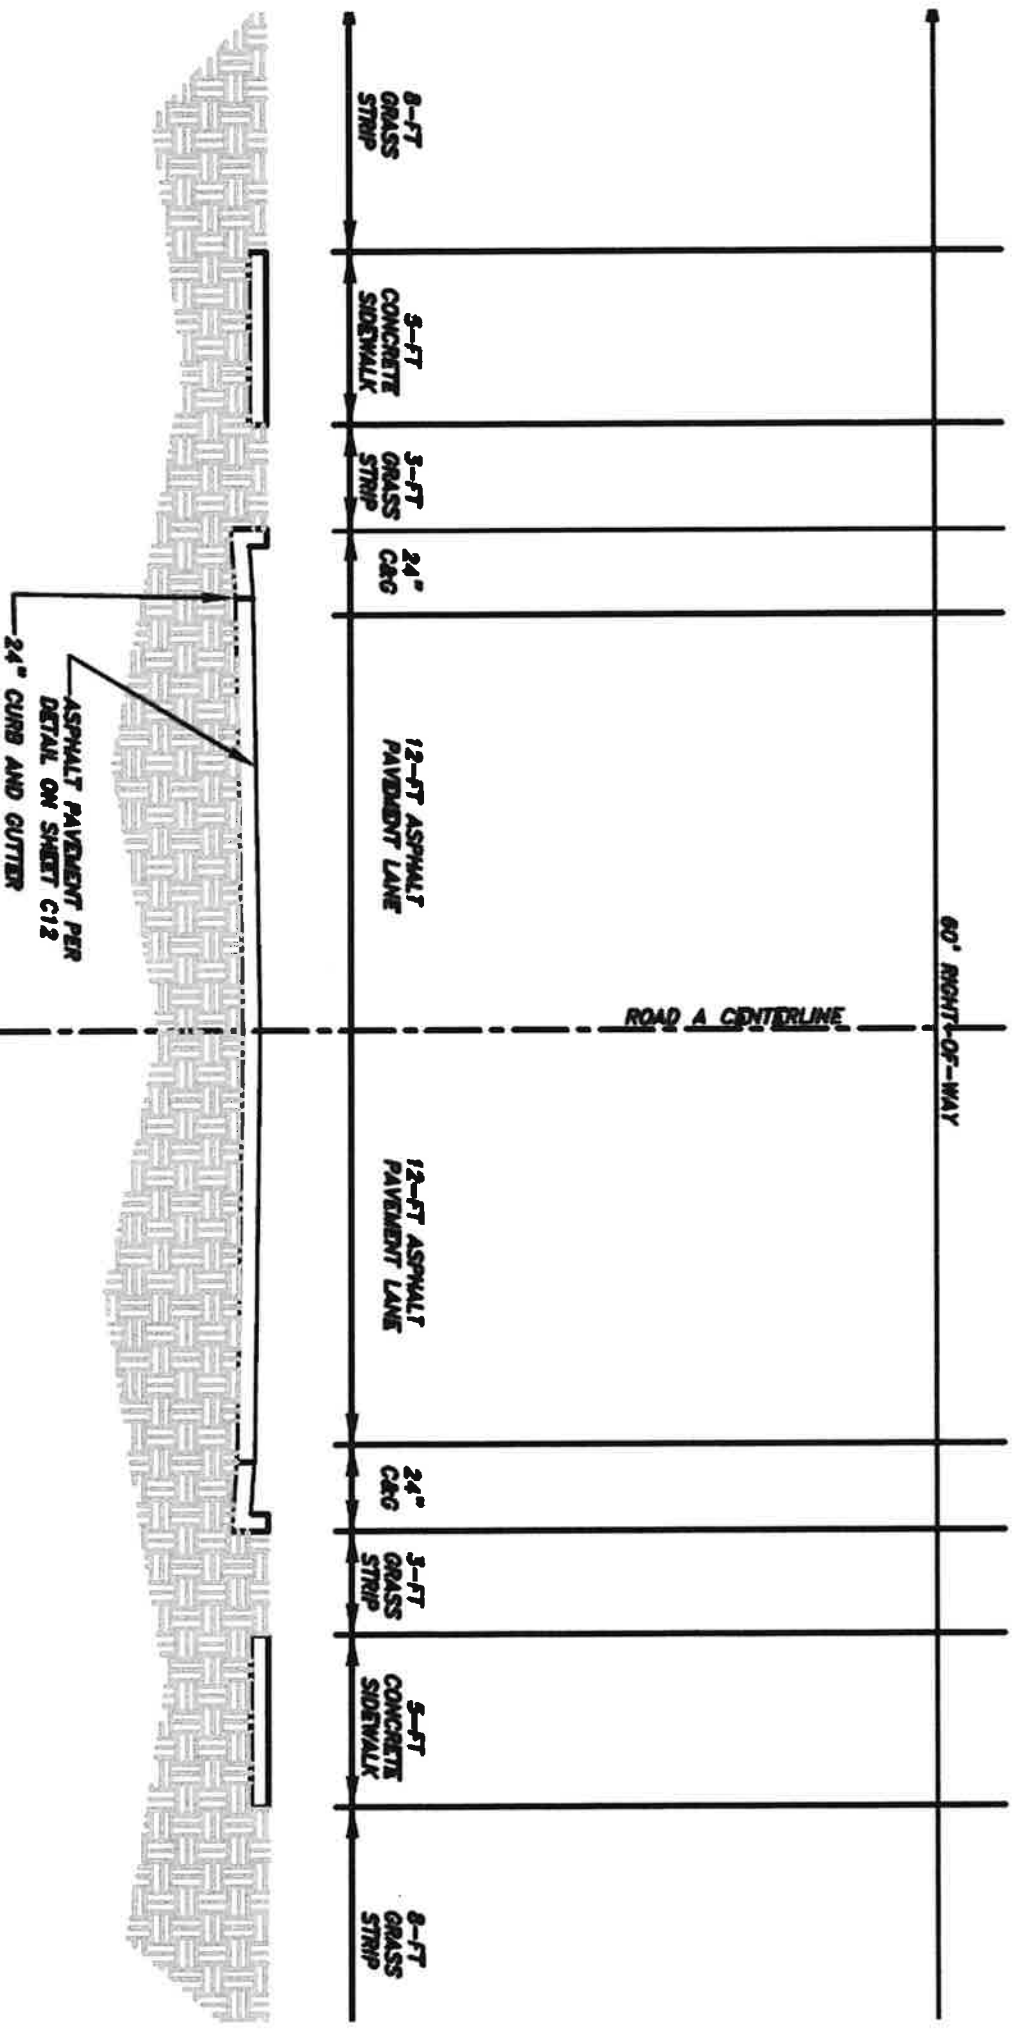 60' RIGHT-OF-WAY
ROAD A CENTERLINE
8-FT
GRASS
STRIP
5-FT
CONCRETE
SIDEWALK
3-FT
GRASS
STRIP
24"
C&G
12-FT ASPHALT
PAVEMENT LANE
12-FT ASPHALT
PAVEMENT LANE
24"
C&G
3-FT
GRASS
STRIP
5-FT
CONCRETE
SIDEWALK
8-FT
GRASS
STRIP
ASPHALT PAVEMENT PER
DETAIL ON SHEET C12
24" CURB AND GUTTER